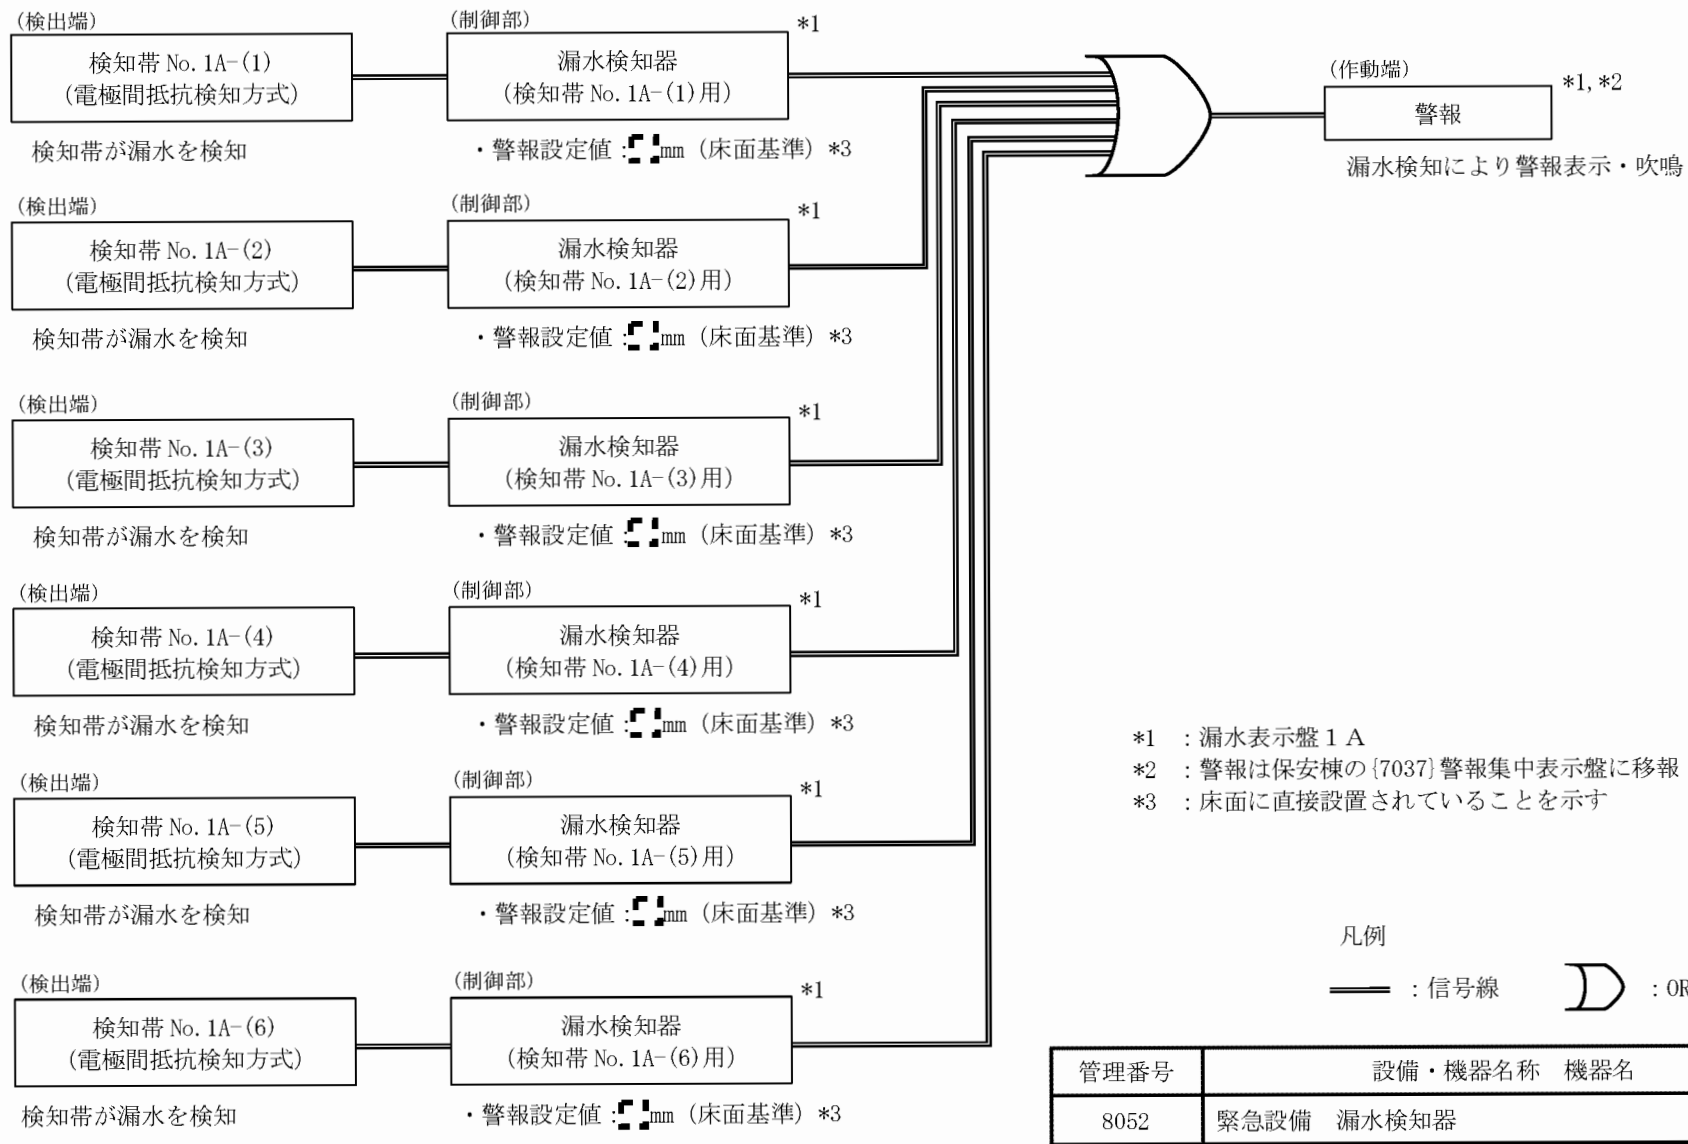 (検出端)
検知帯 No.1A-(1)
(電極間抵抗検知方式)
検知帯が漏水を検知
(制御部)
*1
漏水検知器
(検知帯 No.1A-(1)用)
・警報設定値: mm (床面基準) *3
(検出端)
検知帯 No.1A-(2)
(電極間抵抗検知方式)
検知帯が漏水を検知
(制御部)
*1
漏水検知器
(検知帯 No.1A-(2)用)
・警報設定値: mm (床面基準) *3
(検出端)
検知帯 No.1A-(3)
(電極間抵抗検知方式)
検知帯が漏水を検知
(制御部)
*1
漏水検知器
(検知帯 No.1A-(3)用)
・警報設定値: mm (床面基準) *3
(検出端)
検知帯 No.1A-(4)
(電極間抵抗検知方式)
検知帯が漏水を検知
(制御部)
*1
漏水検知器
(検知帯 No.1A-(4)用)
・警報設定値: mm (床面基準) *3
(検出端)
検知帯 No.1A-(5)
(電極間抵抗検知方式)
検知帯が漏水を検知
(制御部)
*1
漏水検知器
(検知帯 No.1A-(5)用)
・警報設定値: mm (床面基準) *3
(検出端)
検知帯 No.1A-(6)
(電極間抵抗検知方式)
検知帯が漏水を検知
(制御部)
*1
漏水検知器
(検知帯 No.1A-(6)用)
・警報設定値: mm (床面基準) *3
(作動端)
*1, *2
警報
漏水検知により警報表示・吹鳴
*1 :漏水表示盤1A
*2 :警報は保安棟の{7037}警報集中表示盤に移報
*3 :床面に直接設置されていることを示す
凡例
:信号線
:OR
管理番号 設備・機器名称 機器名
8052 緊急設備 漏水検知器